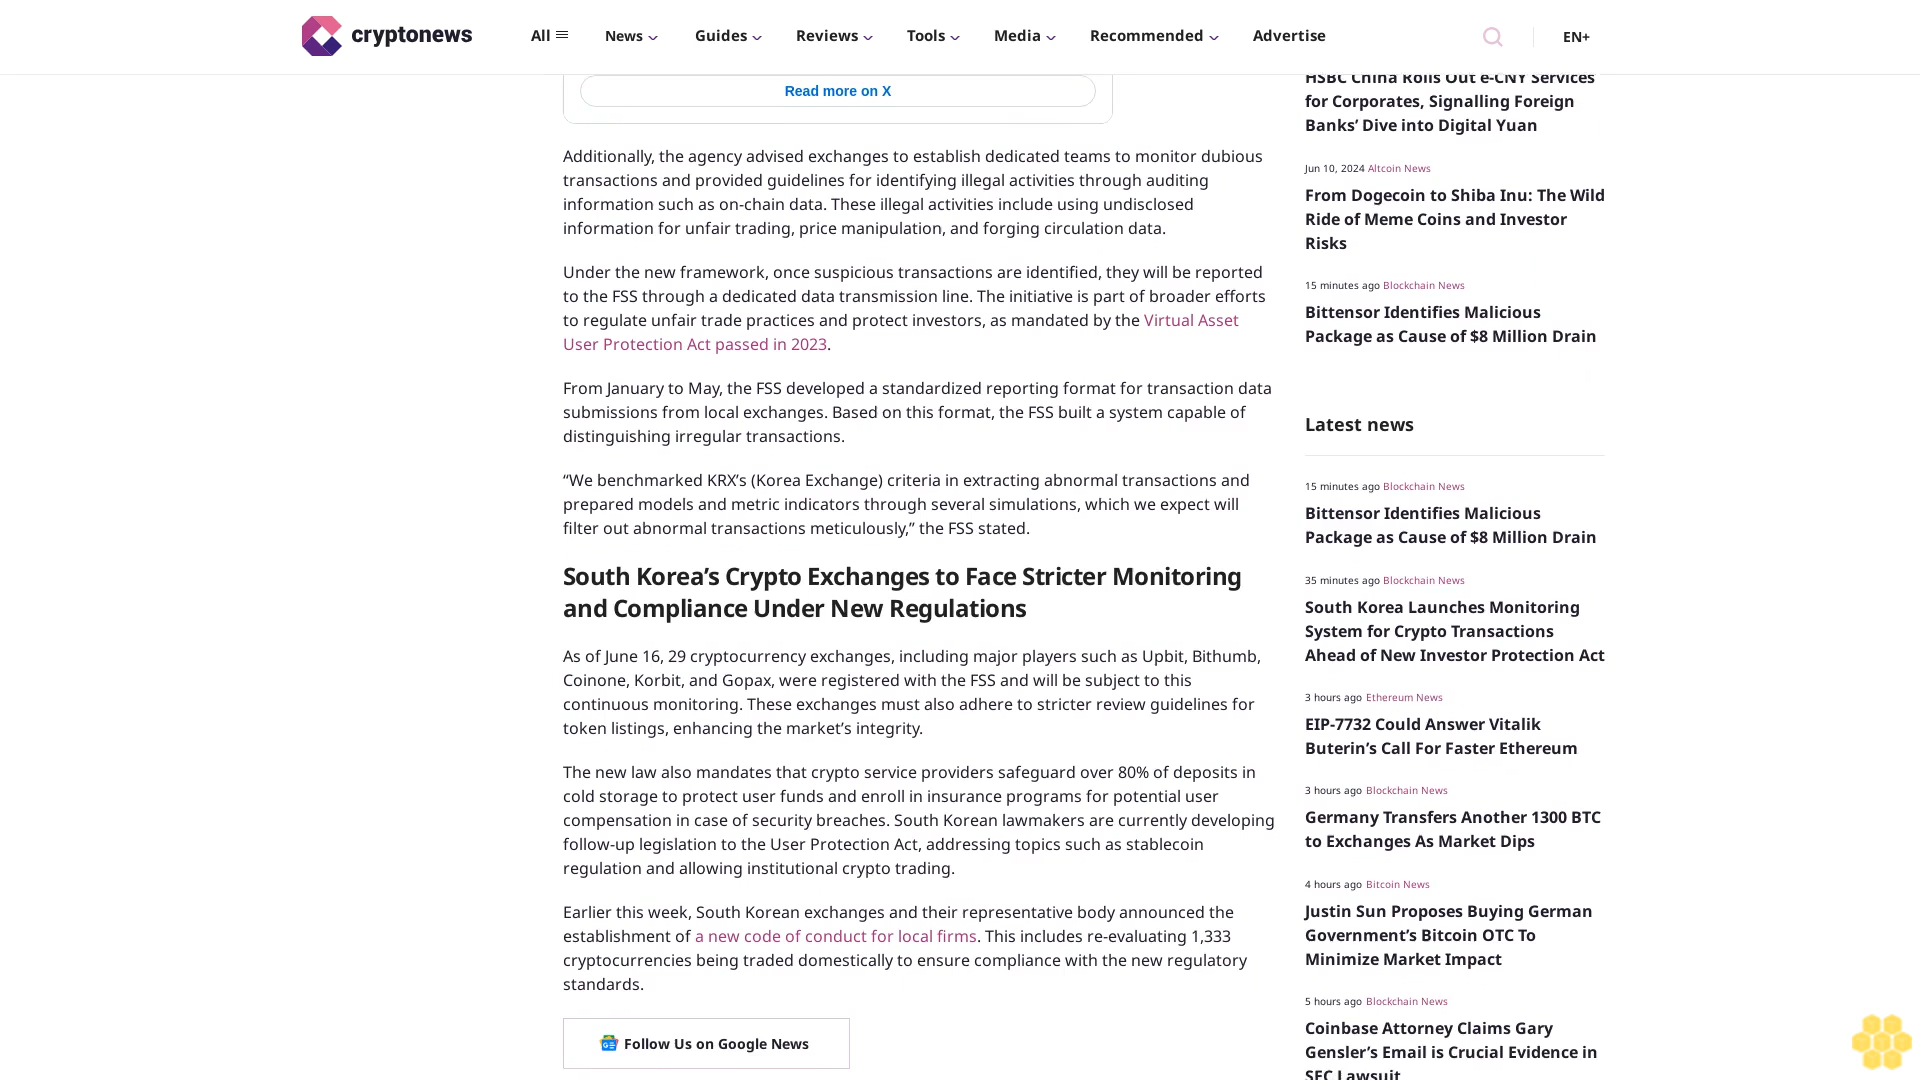 cryptonews
All
News
Guides
Reviews
Tools
Media
Recommended
Advertise
EN+
Read more on X
Additionally, the agency advised exchanges to establish dedicated teams to monitor dubious
transactions and provided guidelines for identifying illegal activities through auditing
information such as on-chain data. These illegal activities include using undisclosed
information for unfair trading, price manipulation, and forging circulation data.
Under the new framework, once suspicious transactions are identified, they will be reported
to the FSS through a dedicated data transmission line. The initiative is part of broader efforts
to regulate unfair trade practices and protect investors, as mandated by the Virtual Asset
User Protection Act passed in 2023.
From January to May, the FSS developed a standardized reporting format for transaction data
submissions from local exchanges. Based on this format, the FSS built a system capable of
distinguishing irregular transactions.
“We benchmarked KRX’s (Korea Exchange) criteria in extracting abnormal transactions and
prepared models and metric indicators through several simulations, which we expect will
filter out abnormal transactions meticulously,” the FSS stated.
South Korea’s Crypto Exchanges to Face Stricter Monitoring
and Compliance Under New Regulations
As of June 16, 29 cryptocurrency exchanges, including major players such as Upbit, Bithumb,
Coinone, Korbit, and Gopax, were registered with the FSS and will be subject to this
continuous monitoring. These exchanges must also adhere to stricter review guidelines for
token listings, enhancing the market’s integrity.
The new law also mandates that crypto service providers safeguard over 80% of deposits in
cold storage to protect user funds and enroll in insurance programs for potential user
compensation in case of security breaches. South Korean lawmakers are currently developing
follow-up legislation to the User Protection Act, addressing topics such as stablecoin
regulation and allowing institutional crypto trading.
Earlier this week, South Korean exchanges and their representative body announced the
establishment of a new code of conduct for local firms. This includes re-evaluating 1,333
cryptocurrencies being traded domestically to ensure compliance with the new regulatory
standards.
Follow Us on Google News
HSBC China Rolls Out e-CNY Services
for Corporates, Signalling Foreign
Banks’ Dive into Digital Yuan
Jun 10, 2024 Altcoin News
From Dogecoin to Shiba Inu: The Wild
Ride of Meme Coins and Investor
Risks
15 minutes ago Blockchain News
Bittensor Identifies Malicious
Package as Cause of $8 Million Drain
Latest news
15 minutes ago Blockchain News
Bittensor Identifies Malicious
Package as Cause of $8 Million Drain
35 minutes ago Blockchain News
South Korea Launches Monitoring
System for Crypto Transactions
Ahead of New Investor Protection Act
3 hours ago Ethereum News
EIP-7732 Could Answer Vitalik
Buterin’s Call For Faster Ethereum
3 hours ago Blockchain News
Germany Transfers Another 1300 BTC
to Exchanges As Market Dips
4 hours ago Bitcoin News
Justin Sun Proposes Buying German
Government’s Bitcoin OTC To
Minimize Market Impact
5 hours ago Blockchain News
Coinbase Attorney Claims Gary
Gensler’s Email is Crucial Evidence in
SEC Lawsuit